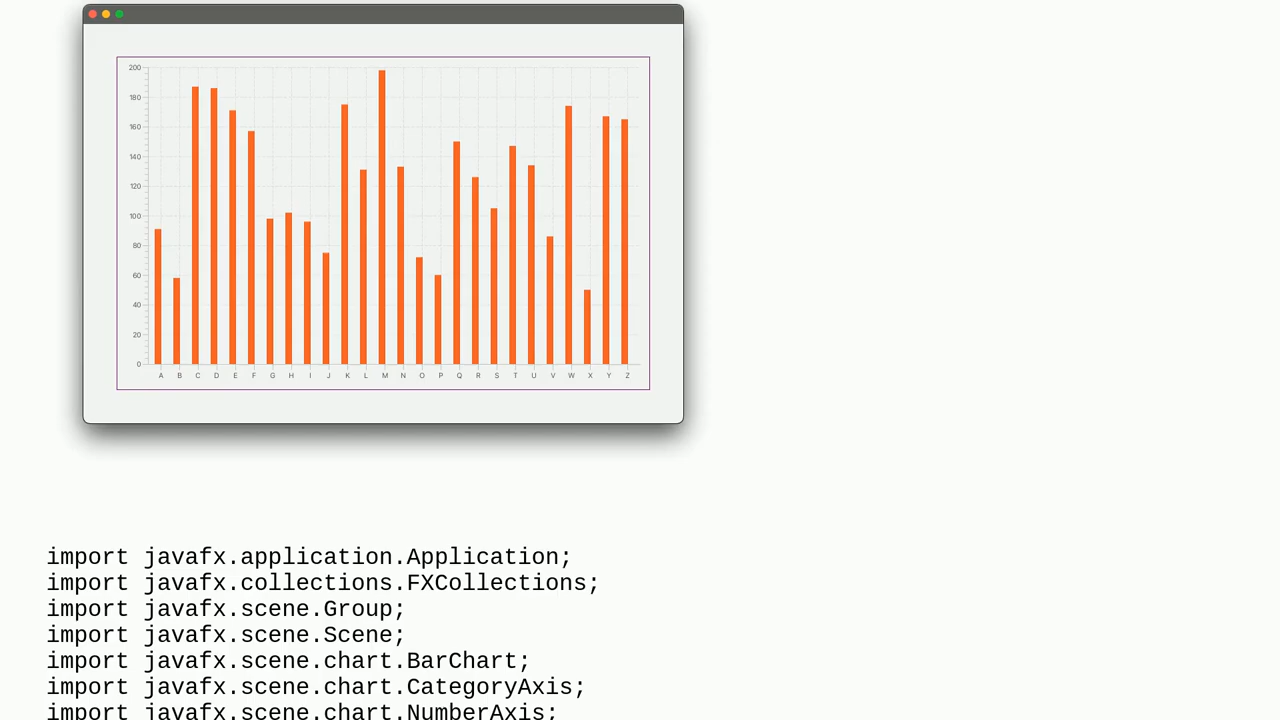 200
180
160
140
120
100
80
60
40
20
0
A B C D E F G H I J K L M N O P Q R S T U V W X Y Z
import javafx.application.Application;
import javafx.collections.FXCollections;
import javafx.scene.Group;
import javafx.scene.Scene;
import javafx.scene.chart.BarChart;
import javafx.scene.chart.CategoryAxis;
import javafx.scene.chart.NumberAxis;